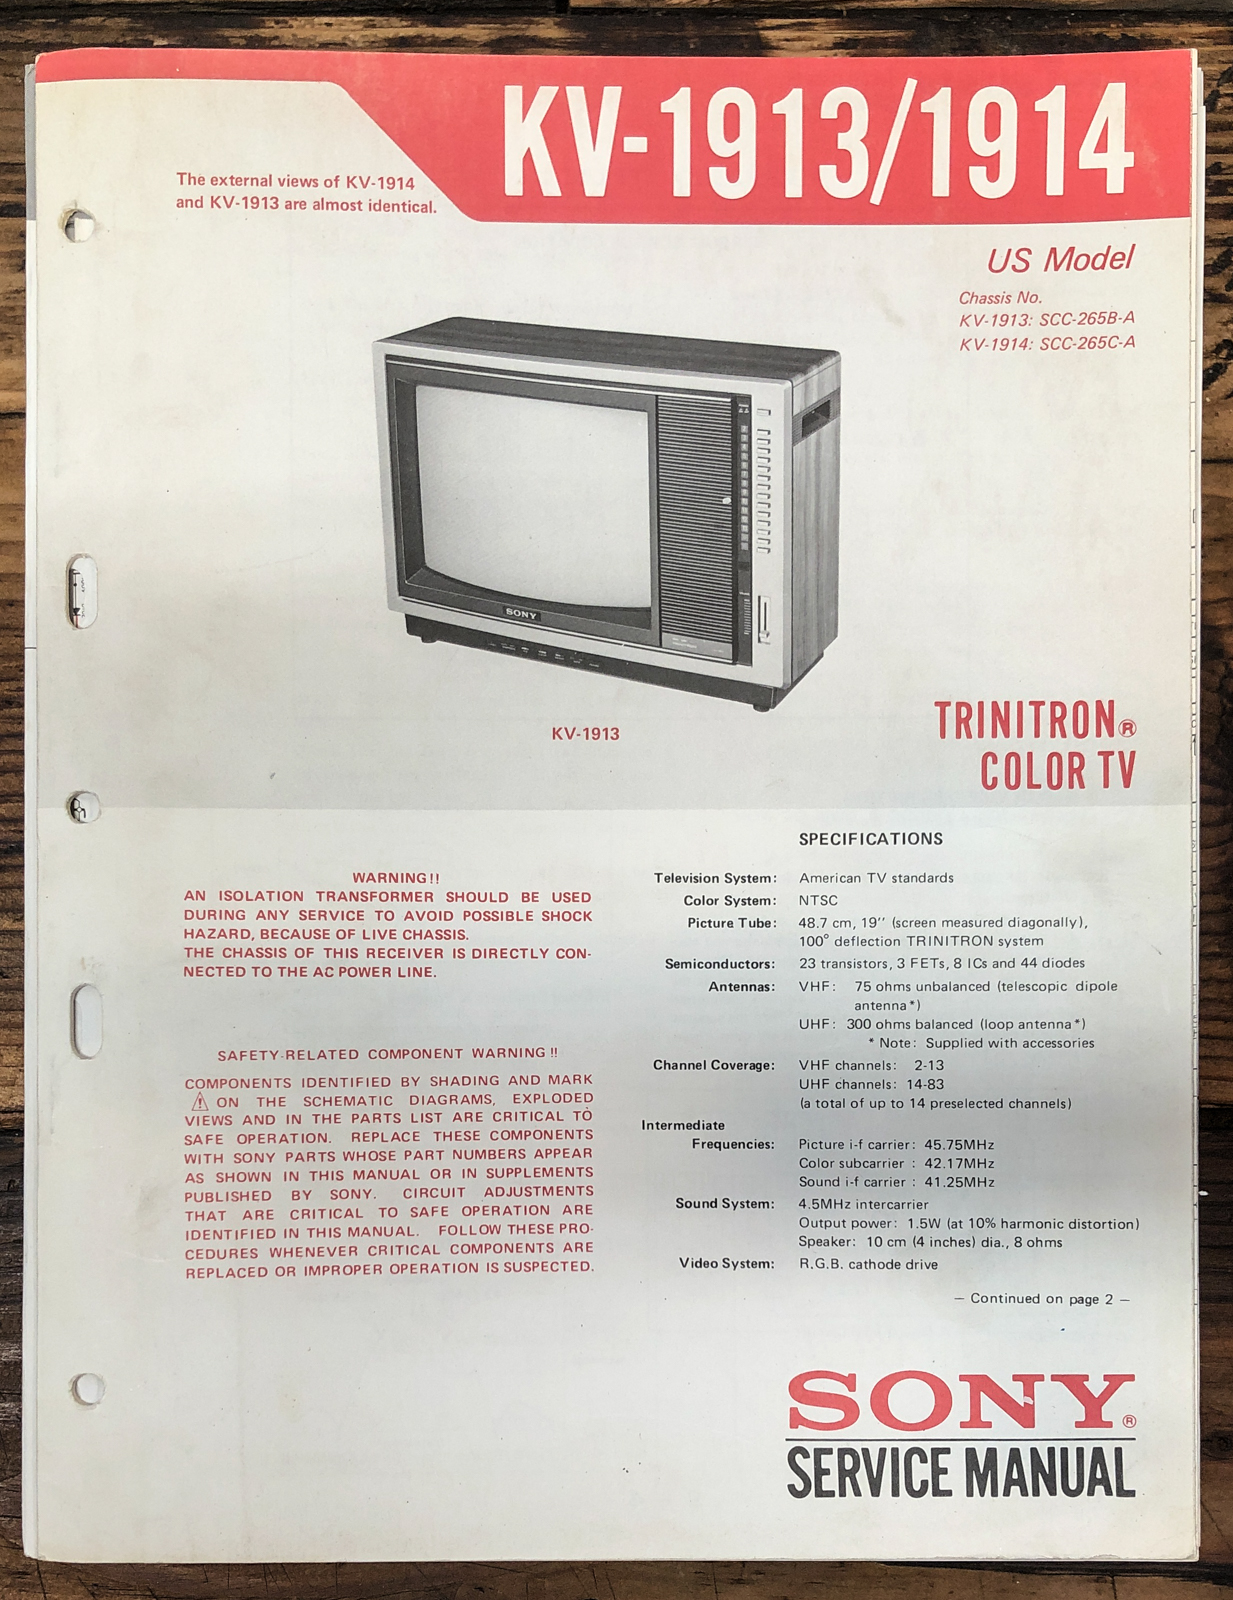 KV-1913/1914
The external views of KV-1914
and KV-1913 are almost identical.
US Model
Chassis No.
KV-1913: SCC-265B-A
KV-1914: SCC-265C-A
SONY
KV-1913
TRINITRON®
COLOR TV
WARNING!!
AN ISOLATION TRANSFORMER SHOULD BE USED
DURING ANY SERVICE TO AVOID POSSIBLE SHOCK
HAZARD, BECAUSE OF LIVE CHASSIS.
THE CHASSIS OF THIS RECEIVER IS DIRECTLY CON-
NECTED TO THE AC POWER LINE.
SAFETY-RELATED COMPONENT WARNING!!
COMPONENTS IDENTIFIED BY SHADING AND MARK
⚠ ON THE SCHEMATIC DIAGRAMS, EXPLODED
VIEWS AND IN THE PARTS LIST ARE CRITICAL TO
SAFE OPERATION. REPLACE THESE COMPONENTS
WITH SONY PARTS WHOSE PART NUMBERS APPEAR
AS SHOWN IN THIS MANUAL OR IN SUPPLEMENTS
PUBLISHED BY SONY. CIRCUIT ADJUSTMENTS
THAT ARE CRITICAL TO SAFE OPERATION ARE
IDENTIFIED IN THIS MANUAL. FOLLOW THESE PRO-
CEDURES WHENEVER CRITICAL COMPONENTS ARE
REPLACED OR IMPROPER OPERATION IS SUSPECTED.
SPECIFICATIONS
Television System: American TV standards
Color System: NTSC
Picture Tube: 48.7 cm, 19'' (screen measured diagonally),
100° deflection TRINITRON system
Semiconductors: 23 transistors, 3 FETs, 8 ICs and 44 diodes
Antennas: VHF: 75 ohms unbalanced (telescopic dipole
antenna*)
UHF: 300 ohms balanced (loop antenna*)
* Note: Supplied with accessories
Channel Coverage: VHF channels: 2-13
UHF channels: 14-83
(a total of up to 14 preselected channels)
Intermediate
Frequencies: Picture i-f carrier: 45.75MHz
Color subcarrier : 42.17MHz
Sound i-f carrier : 41.25MHz
Sound System: 4.5MHz intercarrier
Output power: 1.5W (at 10% harmonic distortion)
Speaker: 10 cm (4 inches) dia., 8 ohms
Video System: R.G.B. cathode drive
— Continued on page 2 —
SONY®
SERVICE MANUAL